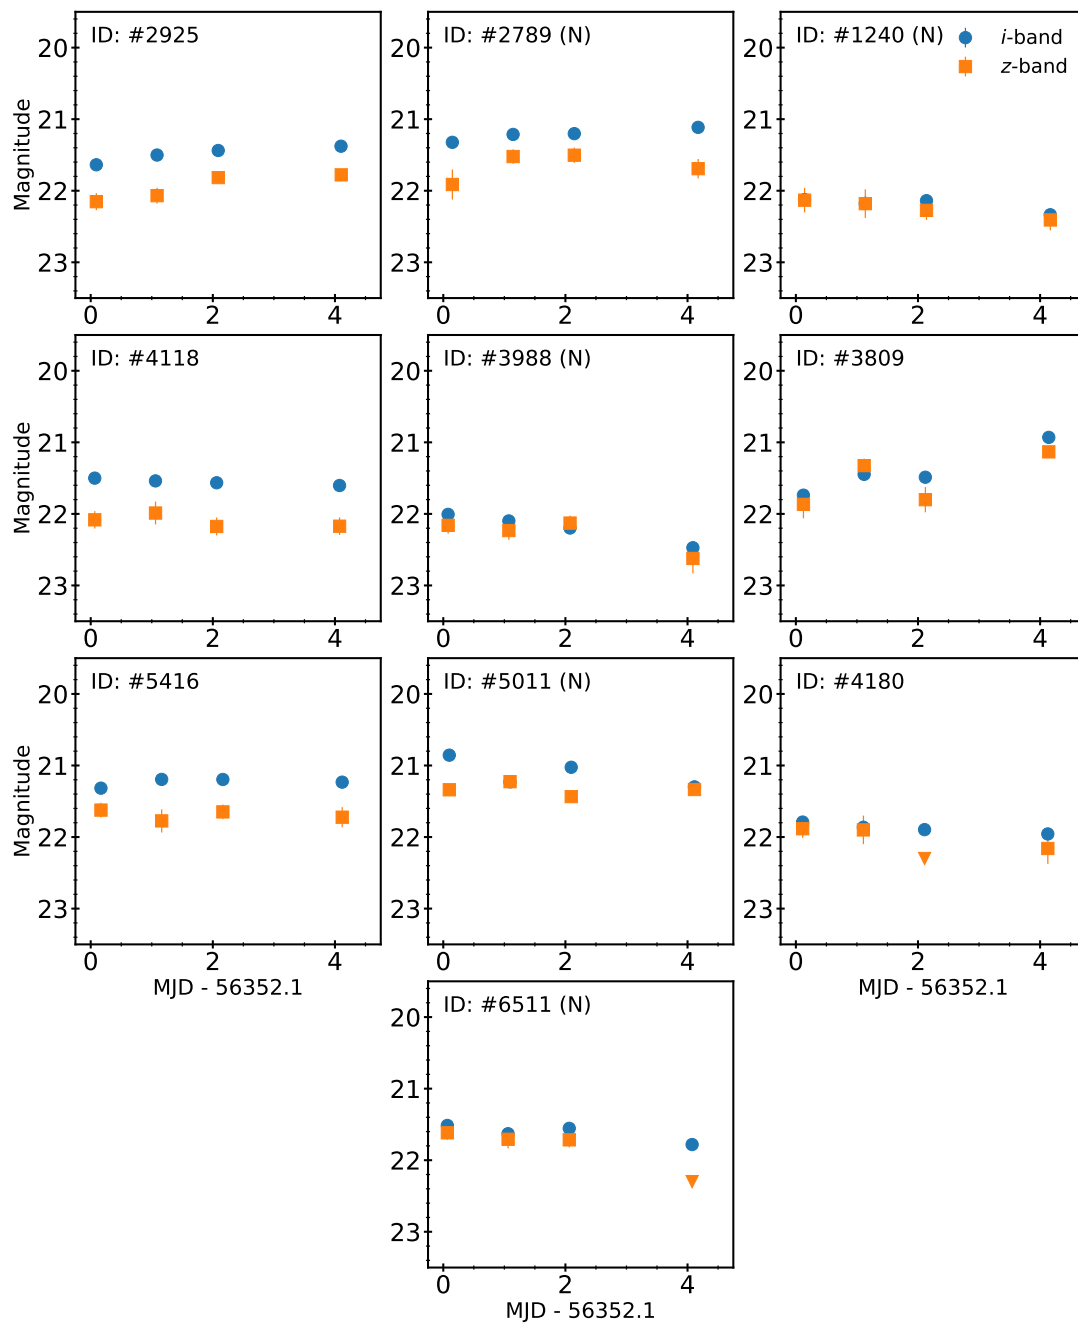 ID: #2925
ID: #2789 (N)
ID: #1240 (N)
i-band
z-band
Magnitude
20
21
22
23
0 2 4
20
21
22
23
0 2 4
20
21
22
23
0 2 4
ID: #4118
ID: #3988 (N)
ID: #3809
Magnitude
20
21
22
23
0 2 4
20
21
22
23
0 2 4
20
21
22
23
0 2 4
ID: #5416
ID: #5011 (N)
ID: #4180
Magnitude
20
21
22
23
0 2 4
MJD - 56352.1
20
21
22
23
0 2 4
20
21
22
23
0 2 4
MJD - 56352.1
ID: #6511 (N)
20
21
22
23
0 2 4
MJD - 56352.1